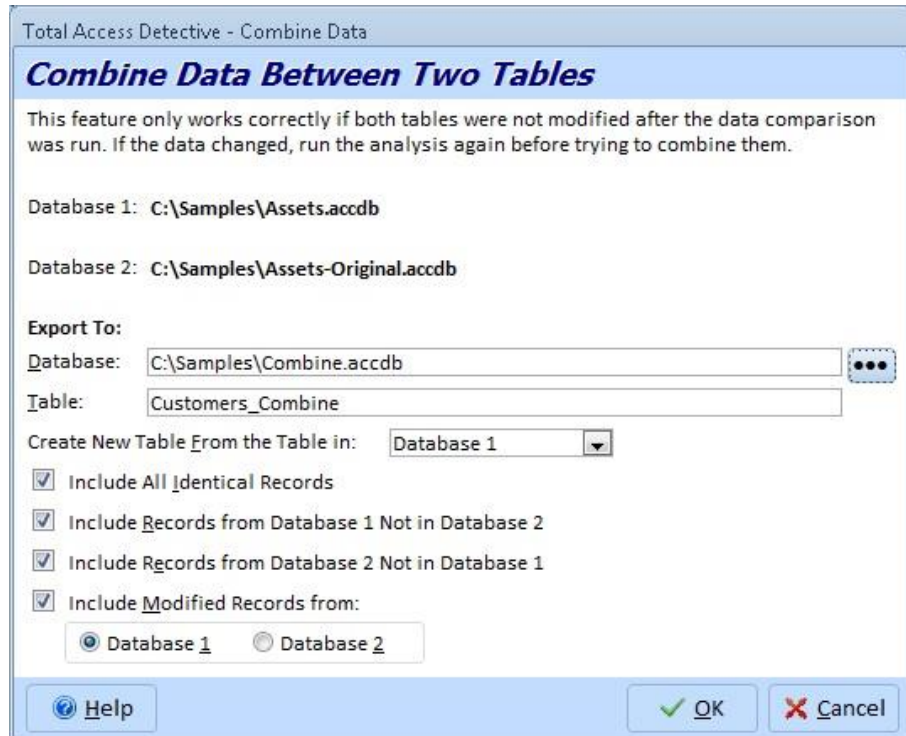 Total Access Detective - Combine Data
Combine Data Between Two Tables
This feature only works correctly if both tables were not modified after the data comparison
was run. If the data changed, run the analysis again before trying to combine them.
Database 1: C:\Samples\Assets.accdb
Database 2: C:\Samples\Assets-Original.accdb
Export To:
Database: C:\Samples\Combine.accdb
Table: Customers_Combine
Create New Table From the Table in: Database 1
Include All Identical Records
Include Records from Database 1 Not in Database 2
Include Records from Database 2 Not in Database 1
Include Modified Records from:
Database 1 Database 2
Help OK Cancel